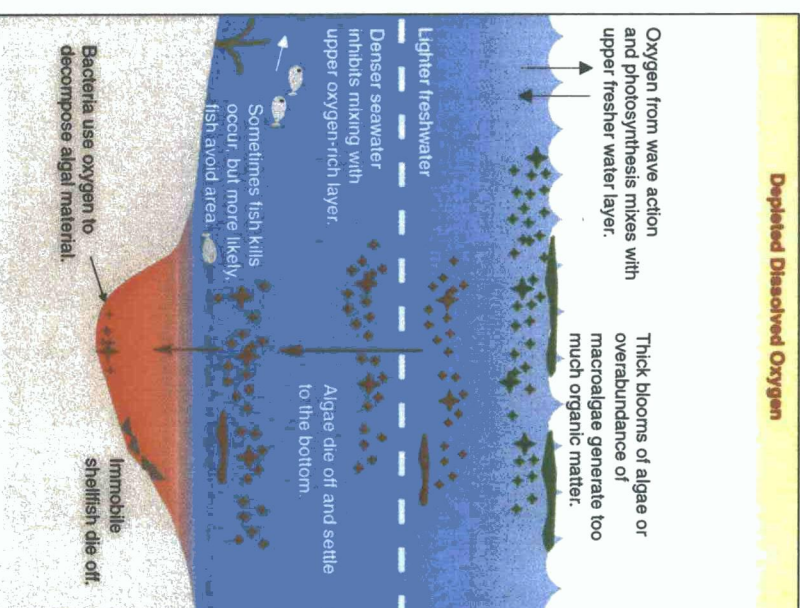 Depleted Dissolved Oxygen
Oxygen from wave action
and photosynthesis mixes with
upper fresher water layer.
Thick blooms of algae or
overabundance of
macroalgae generate too
much organic matter.
Lighter freshwater
Denser seawater
inhibits mixing with
upper oxygen-rich layer.
Algae die off and settle
to the bottom.
Sometimes fish kills
occur, but more likely,
fish avoid area.
Bacteria use oxygen to
decompose algal material.
Immobile
shellfish die off.